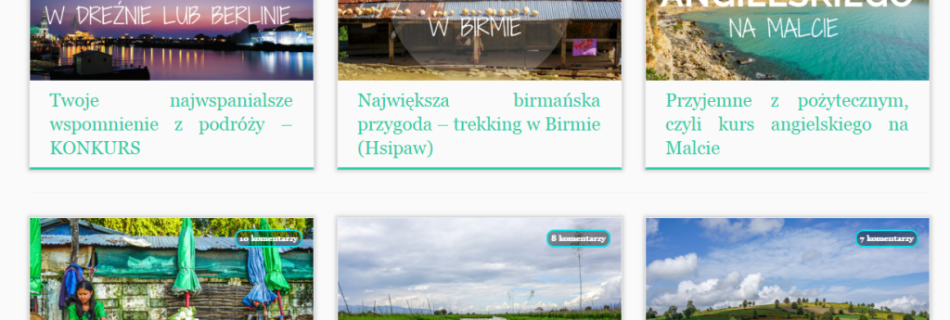 W DREŹNIE LUB BERLINIE
W BIRMIE
ANGIELSKIEGO
NA MALCIE
Twoje najwspanialsze
wspomnienie z podróży –
KONKURS
Największa birmańska
przygoda – trekking w Birmie
(Hsipaw)
Przyjemne z pożytecznym,
czyli kurs angielskiego na
Malcie
10 komentarzy
8 komentarzy
7 komentarzy